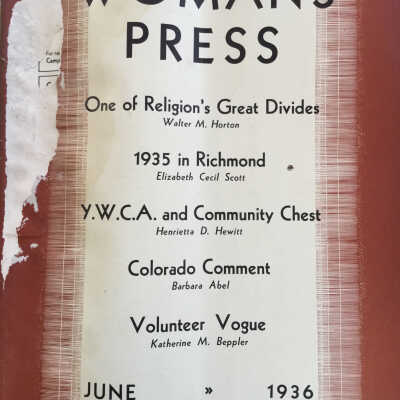 WOMAN'S
PRESS
One of Religion's Great Divides
Walter M. Horton
1935 in Richmond
Elizabeth Cecil Scott
Y.W.C.A. and Community Chest
Henrietta D. Hewitt
Colorado Comment
Barbara Abel
Volunteer Vogue
Katherine M. Beppler
JUNE » 1936